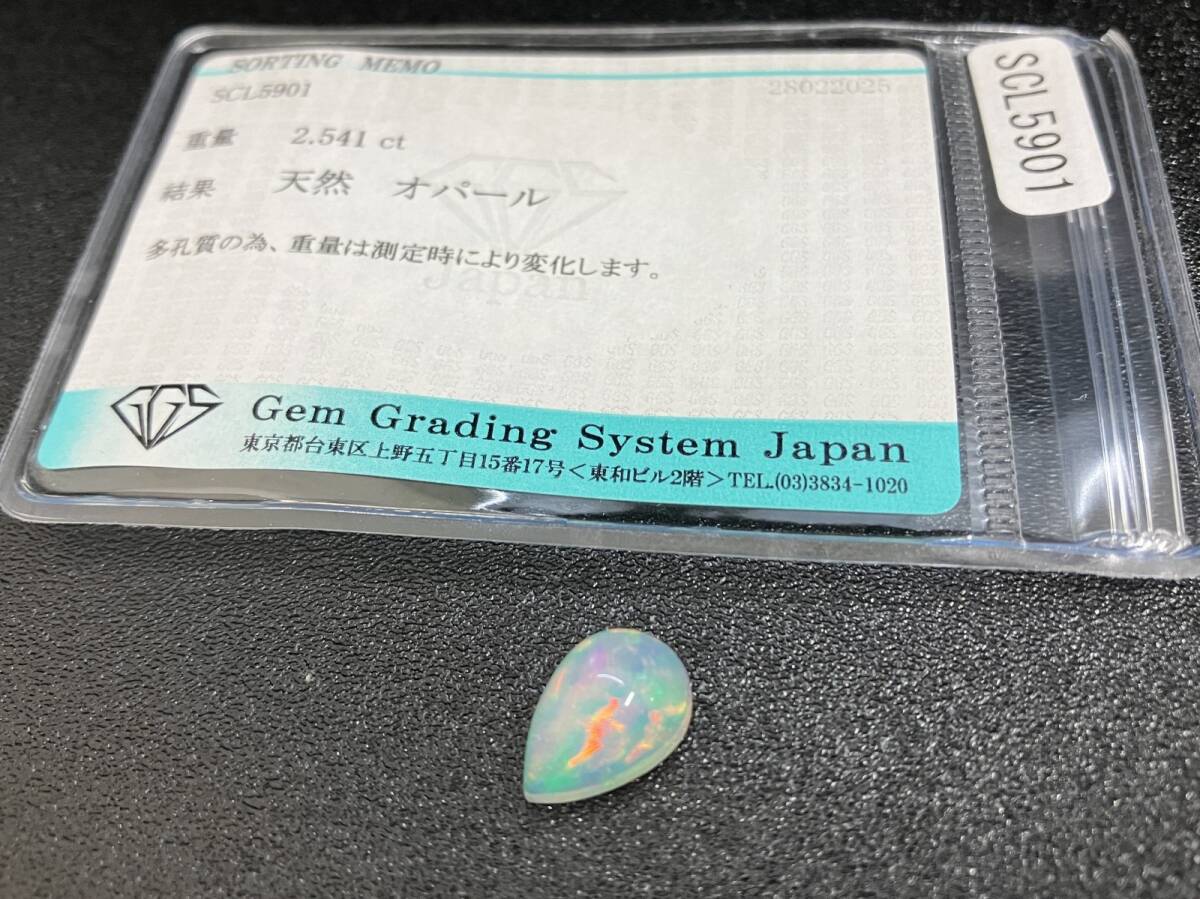 SORTING MEMO
SCL5901 28022025
重量 2.541 ct
結果 天然 オパール
多孔質の為、重量は測定時により変化します。
Japan
GGS
Gem Grading System Japan
東京都台東区上野五丁目15番17号<東和ビル2階>TEL.(03)3834-1020
SCL5901